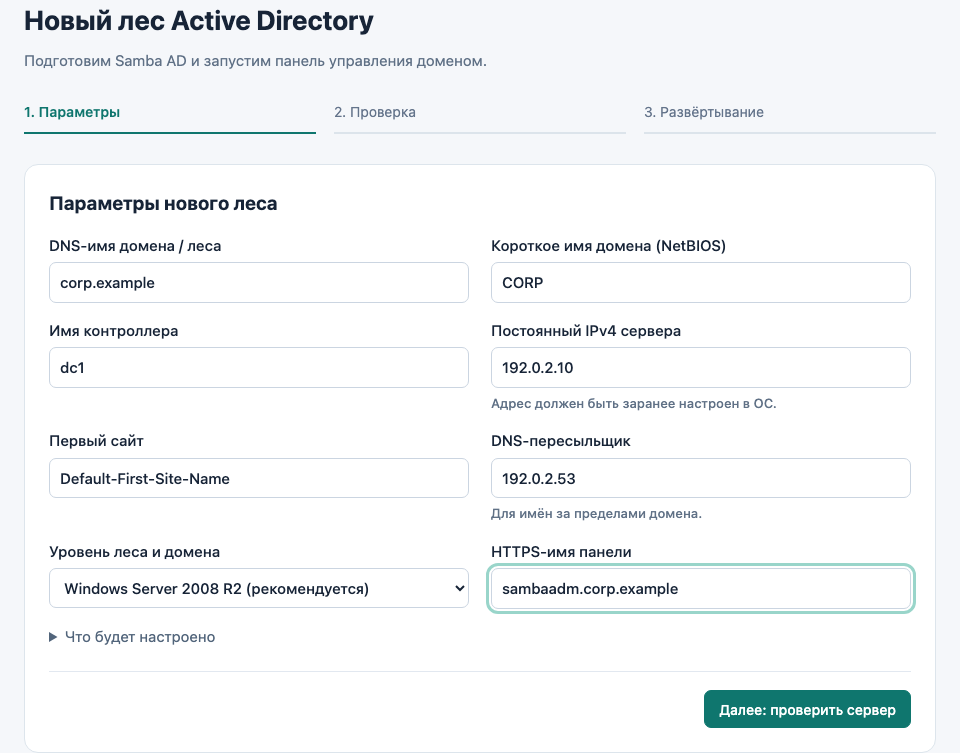 Новый лес Active Directory
Подготовим Samba AD и запустим панель управления доменом.
1. Параметры
2. Проверка
3. Развёртывание
Параметры нового леса
DNS-имя домена / леса
Короткое имя домена (NetBIOS)
corp.example
CORP
Имя контроллера
Постоянный IPv4 сервера
dc1
192.0.2.10
Адрес должен быть заранее настроен в ОС.
Первый сайт
DNS-пересыльщик
Default-First-Site-Name
192.0.2.53
Для имён за пределами домена.
Уровень леса и домена
HTTPS-имя панели
Windows Server 2008 R2 (рекомендуется)
sambaadm.corp.example
Что будет настроено
Далее: проверить сервер